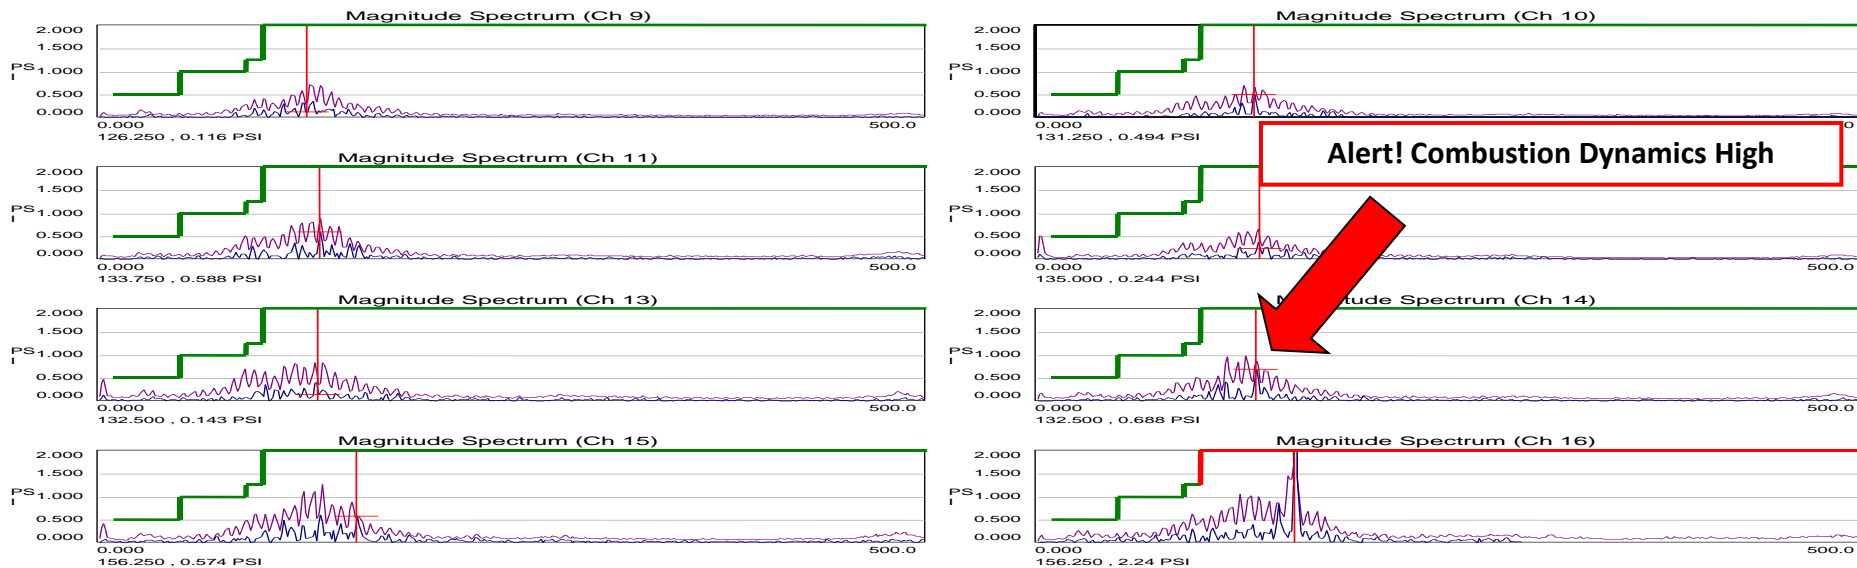 Magnitude Spectrum (Ch 9)
2.000
1.500
PSI
1.000
0.500
0.000
0.000
500.0
126.250 , 0.116 PSI
Magnitude Spectrum (Ch 10)
2.000
1.500
PSI
1.000
0.500
0.000
0.000
131.250 , 0.494 PSI
Alert! Combustion Dynamics High
Magnitude Spectrum (Ch 11)
2.000
1.500
PSI
1.000
0.500
0.000
0.000
500.0
133.750 , 0.588 PSI
2.000
1.500
PSI
1.000
0.500
0.000
0.000
500.0
135.000 , 0.244 PSI
Magnitude Spectrum (Ch 13)
2.000
1.500
PSI
1.000
0.500
0.000
0.000
500.0
132.500 , 0.143 PSI
Spectrum (Ch 14)
2.000
1.500
PSI
1.000
0.500
0.000
0.000
500.0
132.500 , 0.688 PSI
Magnitude Spectrum (Ch 15)
2.000
1.500
PSI
1.000
0.500
0.000
0.000
500.0
156.250 , 0.574 PSI
Magnitude Spectrum (Ch 16)
2.000
1.500
PSI
1.000
0.500
0.000
0.000
500.0
156.250 , 2.24 PSI